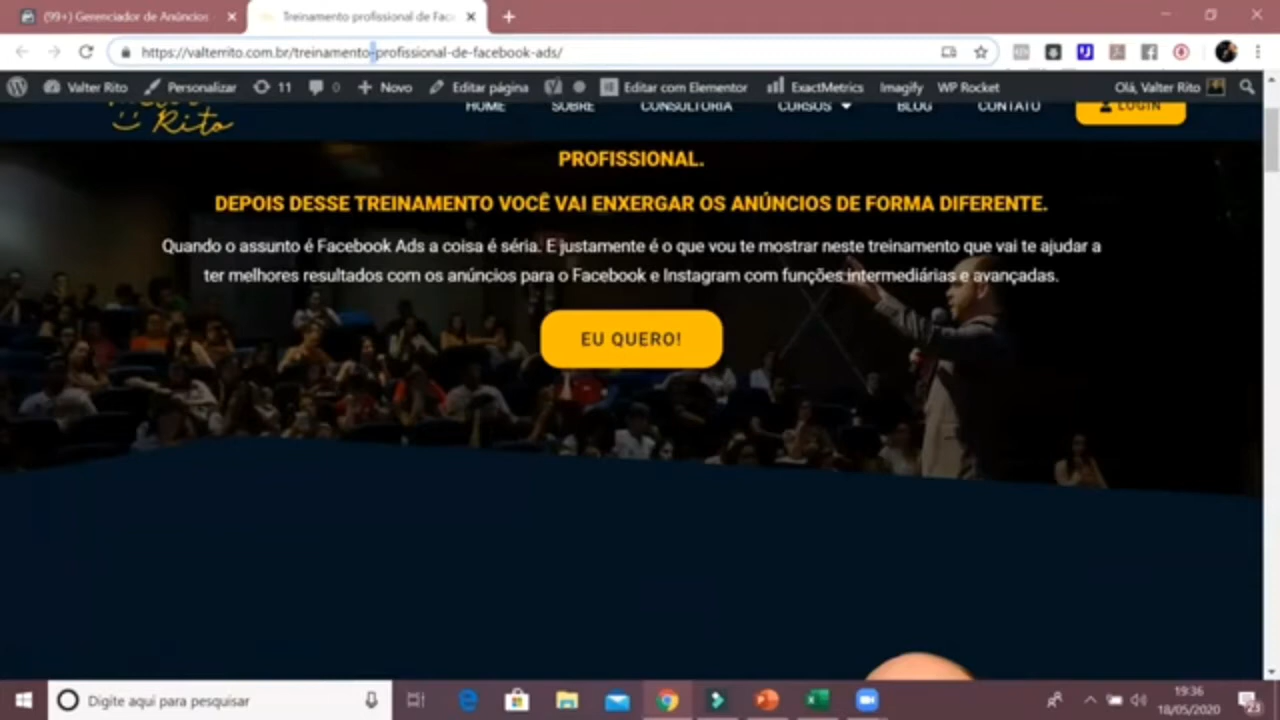 (99+) Gerenciador de Anúncios
Treinamento profissional de Fac
https://valterrito.com.br/treinamento-profissional-de-facebook-ads/
Valter Rito
Personalizar
11
0
Novo
Editar página
Editar com Elementor
ExactMetrics
Imagify
WP Rocket
Olá, Valter Rito
Rito
HOME
SOBRE
CONSULTORIA
CURSOS
BLOG
CONTATO
LOGIN
PROFISSIONAL.
DEPOIS DESSE TREINAMENTO VOCÊ VAI ENXERGAR OS ANÚNCIOS DE FORMA DIFERENTE.
Quando o assunto é Facebook Ads a coisa é séria. E justamente é o que vou te mostrar neste treinamento que vai te ajudar a
ter melhores resultados com os anúncios para o Facebook e Instagram com funções intermediárias e avançadas.
EU QUERO!
Digite aqui para pesquisar
19:36
18/05/2020
23